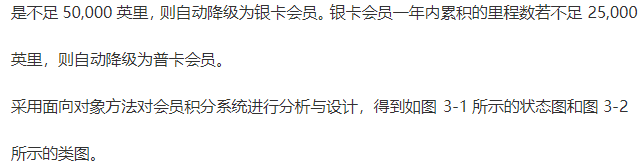 是不足 50,000 英里，则自动降级为银卡会员。银卡会员一年内累积的里程数若不足 25,000
英里，则自动降级为普卡会员。
采用面向对象方法对会员积分系统进行分析与设计，得到如图 3-1 所示的状态图和图 3-2
所示的类图。